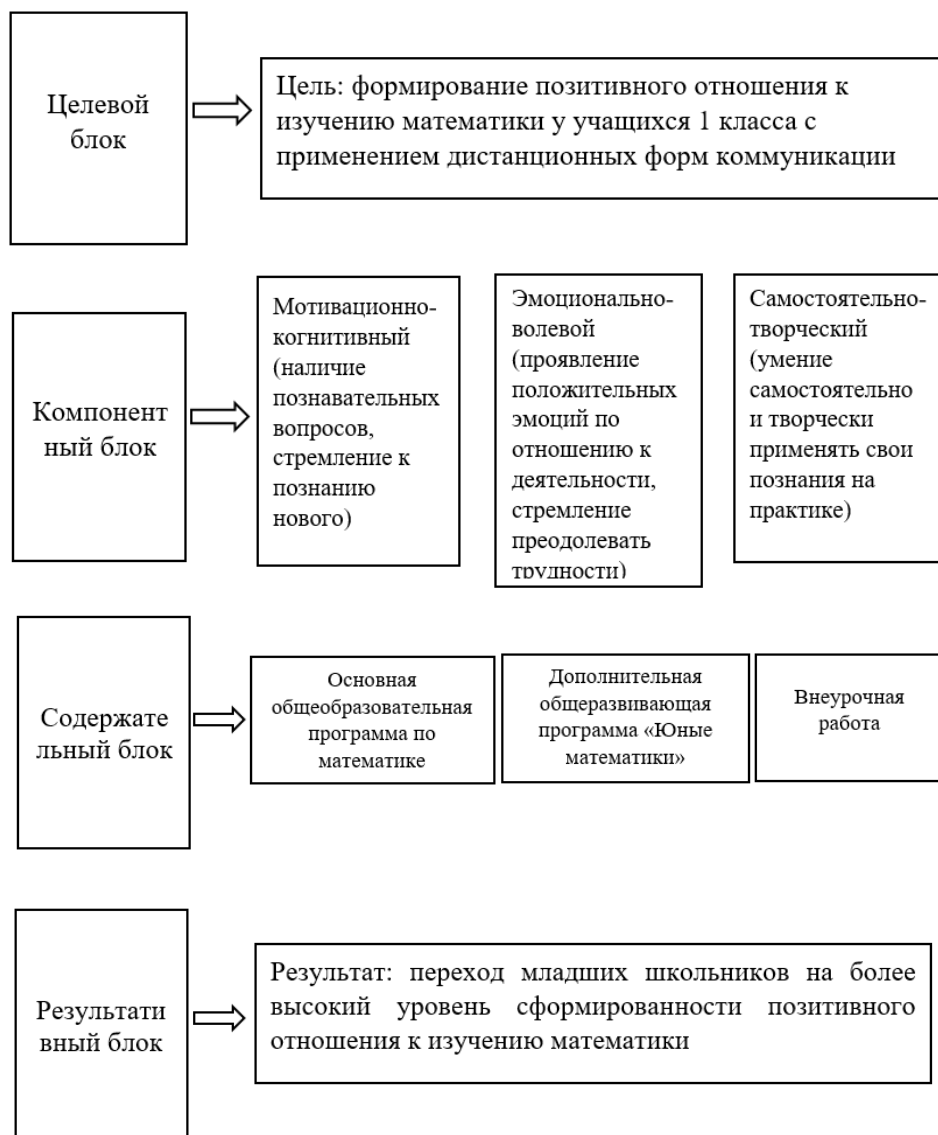 Целевой
блок
Цель: формирование позитивного отношения к
изучению математики у учащихся 1 класса с
применением дистанционных форм коммуникации
Компонент
ный блок
Мотивационно-
когнитивный
(наличие
познавательных
вопросов,
стремление к
познанию
нового)
Эмоционально-
волевой
(проявление
положительных
эмоций по
отношению к
деятельности,
стремление
преодолевать
трудности)
Самостоятельно-
творческий
(умение
самостоятельно
и творчески
применять свои
познания на
практике)
Содержате
льный блок
Основная
общеобразовательная
программа по
математике
Дополнительная
общеразвивающая
программа «Юные
математики»
Внеурочная
работа
Результати
вный блок
Результат: переход младших школьников на более
высокий уровень сформированности позитивного
отношения к изучению математики